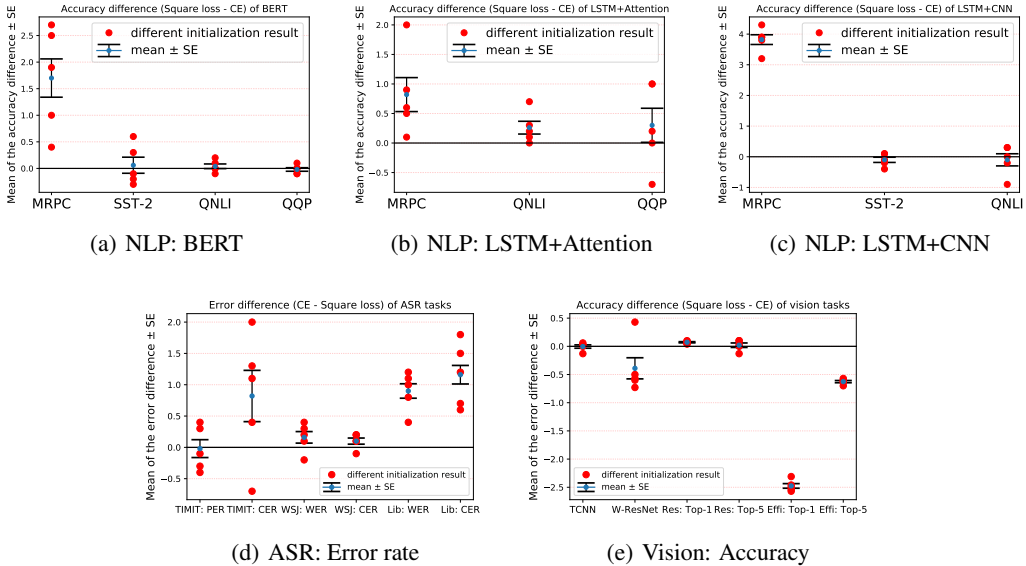 Accuracy difference (Square loss - CE) of BERT
Mean of the accuracy difference ± SE
2.5
2.0
1.5
1.0
0.5
0.0
different initialization result
mean ± SE
MRPC SST-2 QNLI QQP
(a) NLP: BERT
Accuracy difference (Square loss - CE) of LSTM+Attention
Mean of the accuracy difference ± SE
2.0
1.5
1.0
0.5
0.0
−0.5
different initialization result
mean ± SE
MRPC QNLI QQP
(b) NLP: LSTM+Attention
Accuracy difference (Square loss - CE) of LSTM+CNN
Mean of the accuracy difference ± SE
4
3
2
1
0
−1
different initialization result
mean ± SE
MRPC SST-2 QNLI
(c) NLP: LSTM+CNN
Error difference (CE - Square loss) of ASR tasks
Mean of the error difference ± SE
2.0
1.5
1.0
0.5
0.0
−0.5
different initialization result
mean ± SE
TIMIT: PER TIMIT: CER WSJ: WER WSJ: CER Lib: WER Lib: CER
(d) ASR: Error rate
Accuracy difference (Square loss - CE) of vision tasks
Mean of the error difference ± SE
0.5
0.0
−0.5
−1.0
−1.5
−2.0
−2.5
different initialization result
mean ± SE
TCNN W-ResNet Res: Top-1 Res: Top-5 Effi: Top-1 Effi: Top-5
(e) Vision: Accuracy